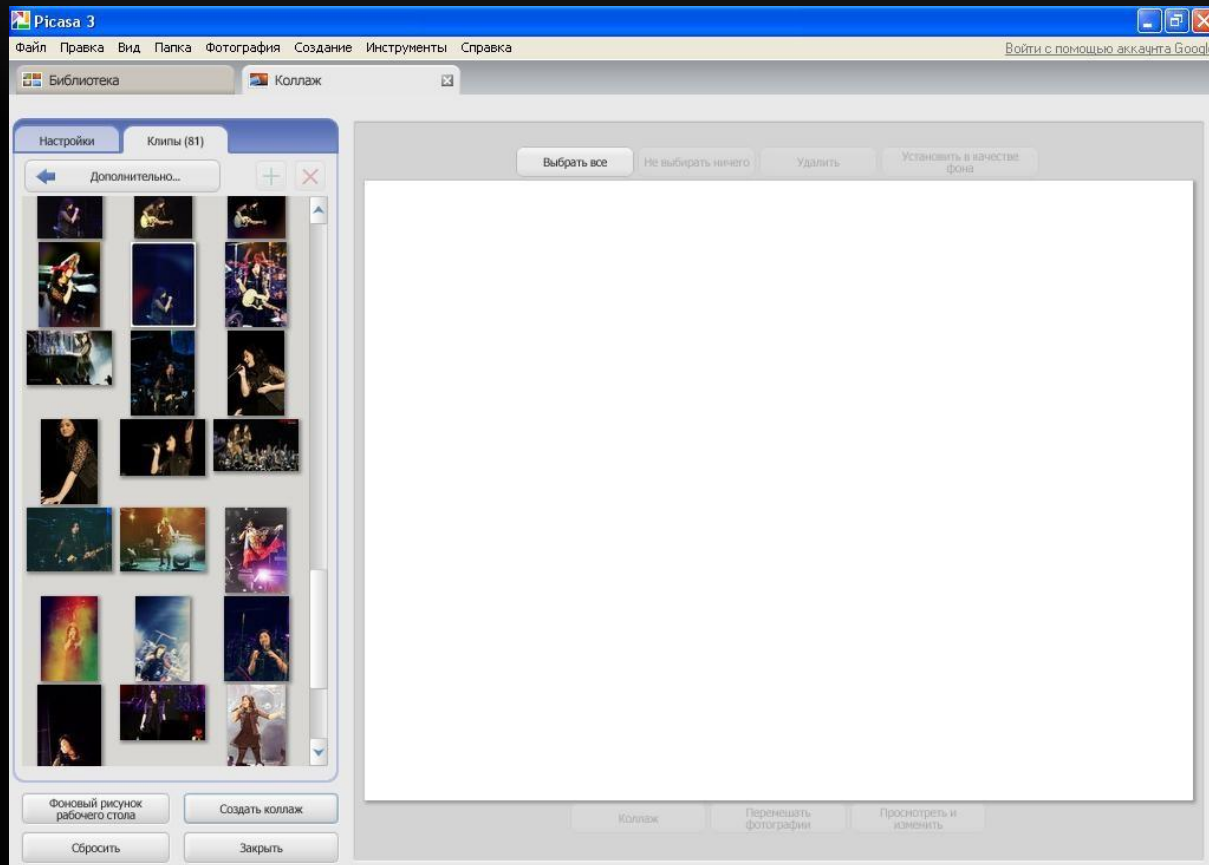 Picasa 3
Файл Правка Вид Папка Фотография Создание Инструменты Справка
Войти с помощью аккаунта Googl
Библиотека
Коллаж
Настройки
Клипы (81)
Дополнительно...
Выбрать все
Не выбирать ничего
Удалить
Установить в качестве
фона
Фоновый рисунок
рабочего стола
Создать коллаж
Сбросить
Закрыть
Коллаж
Перемешать
фотографии
Просмотреть и
изменить